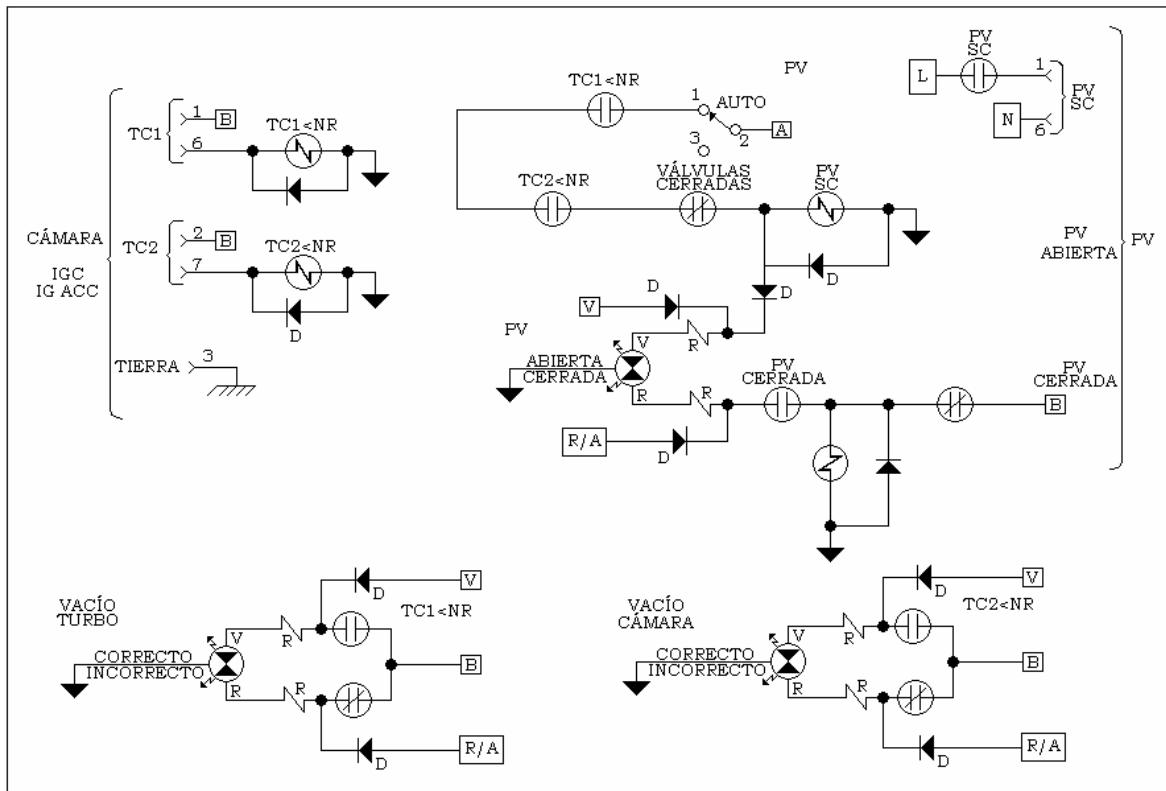 CÁMARA
IGC
IG ACC
TC1
1
B
6
TC1<NR
TC2
2
B
7
TC2<NR
D
TIERRA
3
PV
TC1<NR
1
AUTO
2
A
3
TC2<NR
VÁLVULAS
CERRADAS
PV
SC
D
D
PV
SC
L
1
N
6
PV
SC
PV
ABIERTA
PV
V
D
PV
ABIERTA
CERRADA
V
R
R
R
R/A
D
PV
CERRADA
PV
CERRADA
B
VACÍO
TURBO
CORRECTO
INCORRECTO
V
R
R
R
D
V
TC1<NR
B
D
R/A
VACÍO
CÁMARA
CORRECTO
INCORRECTO
V
R
R
R
D
V
TC2<NR
B
D
R/A